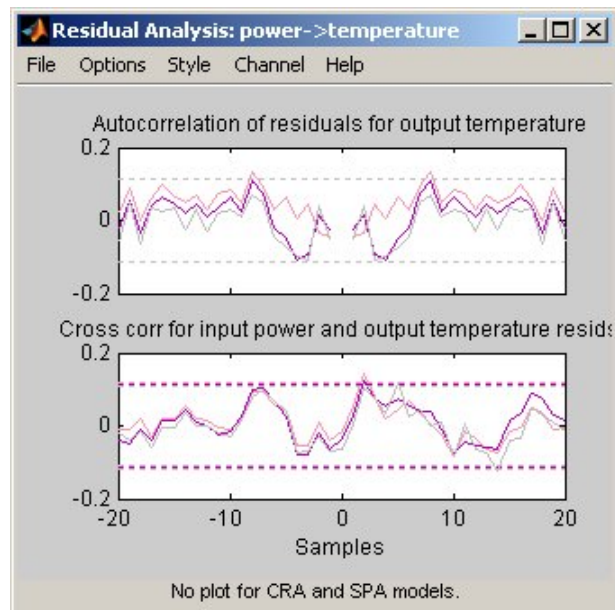 Residual Analysis: power->temperature
File Options Style Channel Help
Autocorrelation of residuals for output temperature
0.2
0
-0.2
Cross corr for input power and output temperature resids
0.2
0
-0.2
-20 -10 0 10 20
Samples
No plot for CRA and SPA models.